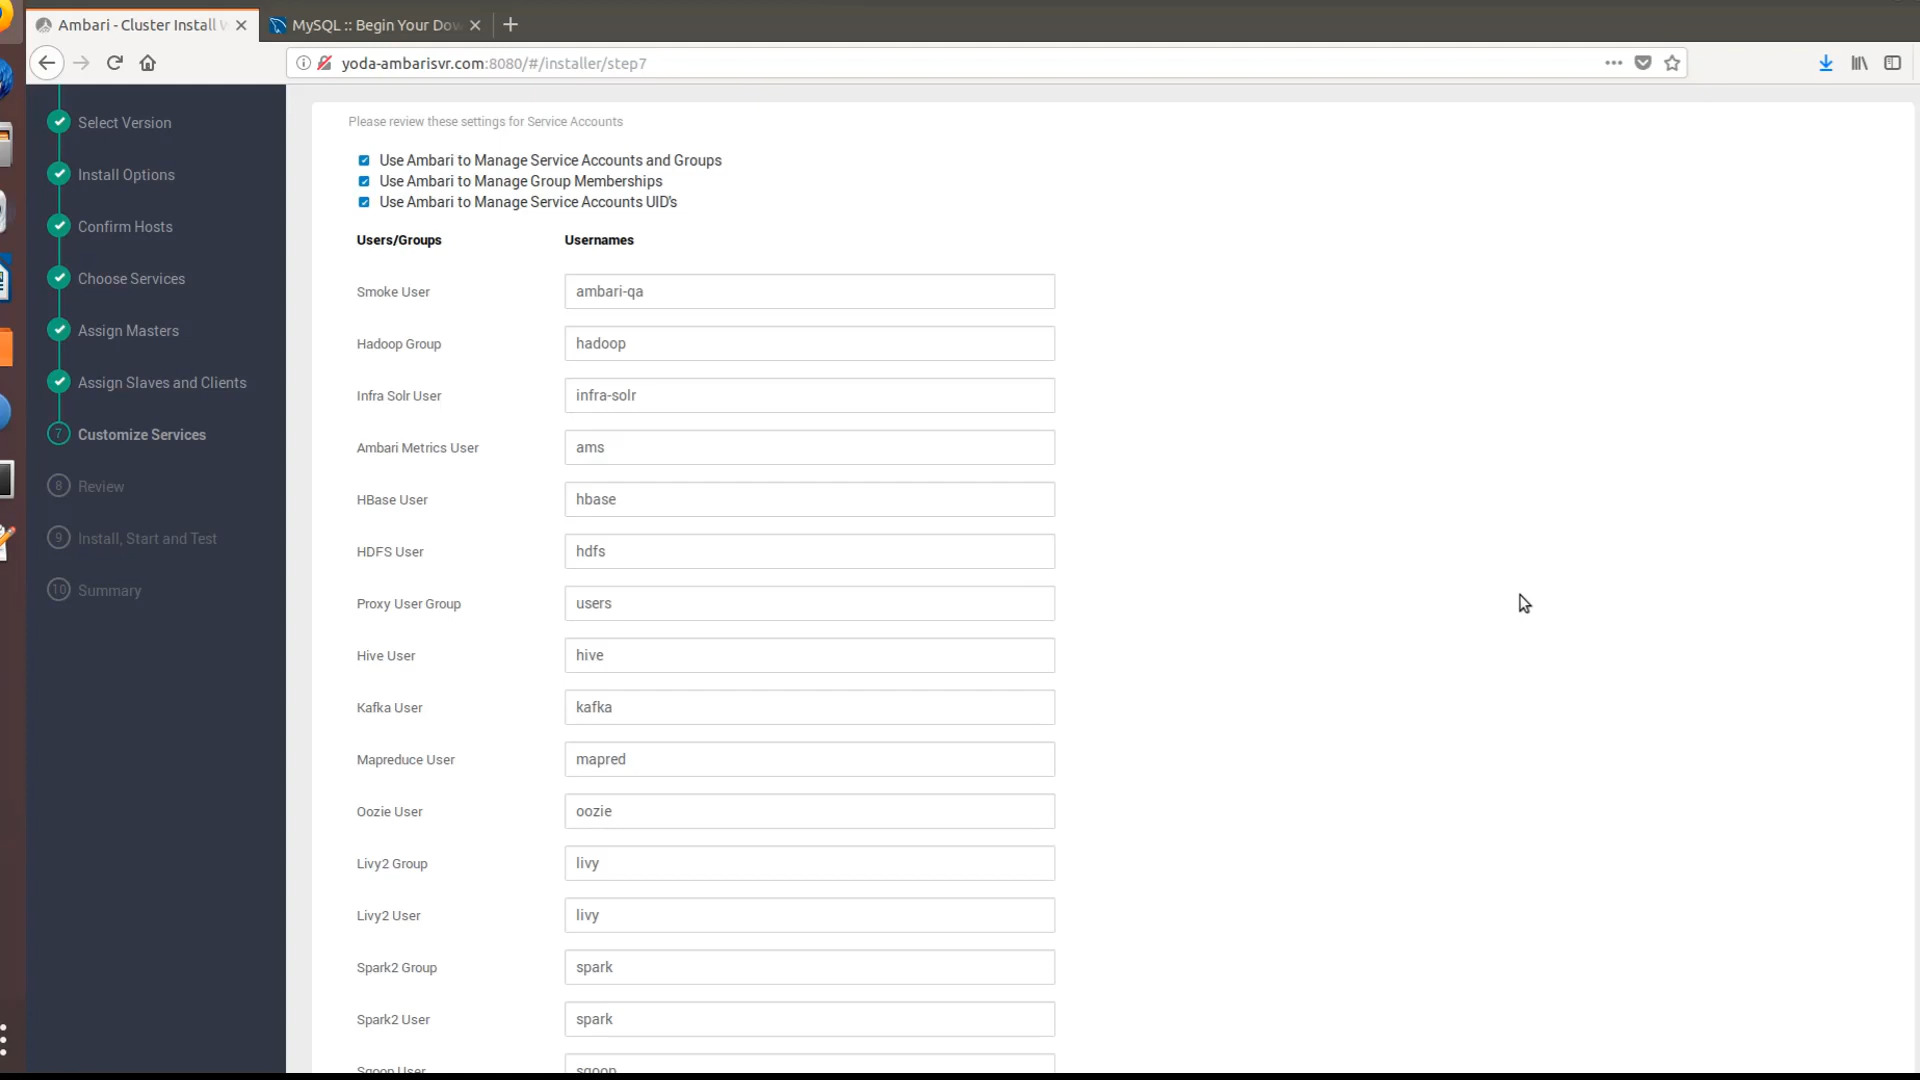 Ambari - Cluster Install W
MySQL :: Begin Your Dow
yoda-ambarisvr.com:8080/#/installer/step7
Select Version
Install Options
Confirm Hosts
Choose Services
Assign Masters
Assign Slaves and Clients
7 Customize Services
8 Review
9 Install, Start and Test
10 Summary
Please review these settings for Service Accounts
Use Ambari to Manage Service Accounts and Groups
Use Ambari to Manage Group Memberships
Use Ambari to Manage Service Accounts UID's
Users/Groups Usernames
Smoke User ambari-qa
Hadoop Group hadoop
Infra Solr User infra-solr
Ambari Metrics User ams
HBase User hbase
HDFS User hdfs
Proxy User Group users
Hive User hive
Kafka User kafka
Mapreduce User mapred
Oozie User oozie
Livy2 Group livy
Livy2 User livy
Spark2 Group spark
Spark2 User spark
Sqoop User sqoop